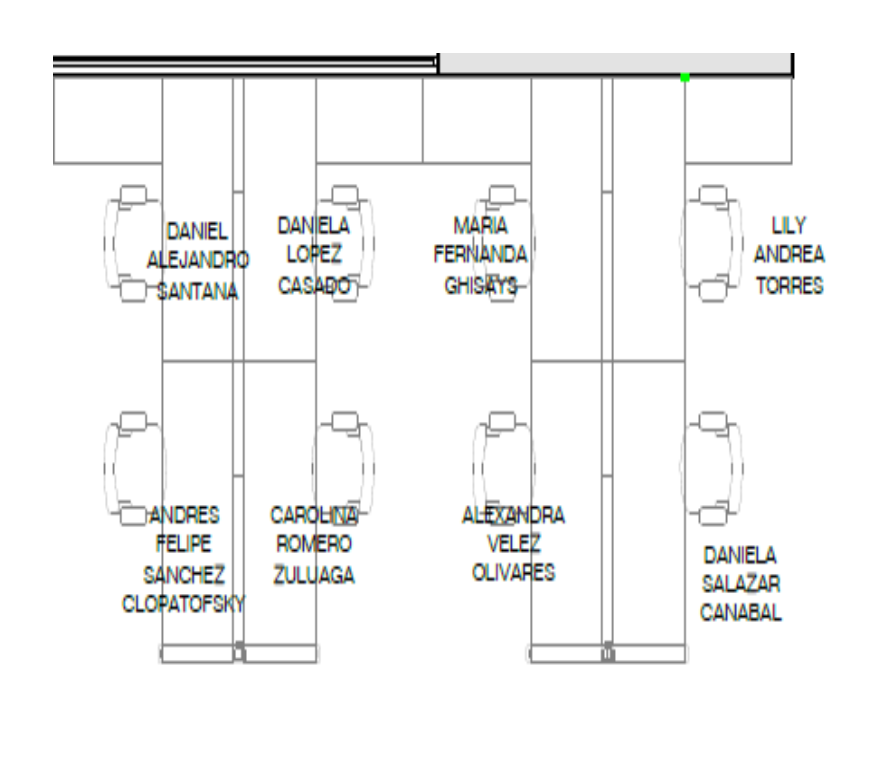 DANIEL
ALEJANDRO
SANTANA
DANIELA
LOPEZ
CASADO
MARIA
FERNANDA
GHISAYS
LILY
ANDREA
TORRES
ANDRES
FELIPE
SANCHEZ
CLOPATOFSKY
CAROLINA
ROMERO
ZULUAGA
ALEXANDRA
VELEZ
OLIVARES
DANIELA
SALAZAR
CANABAL